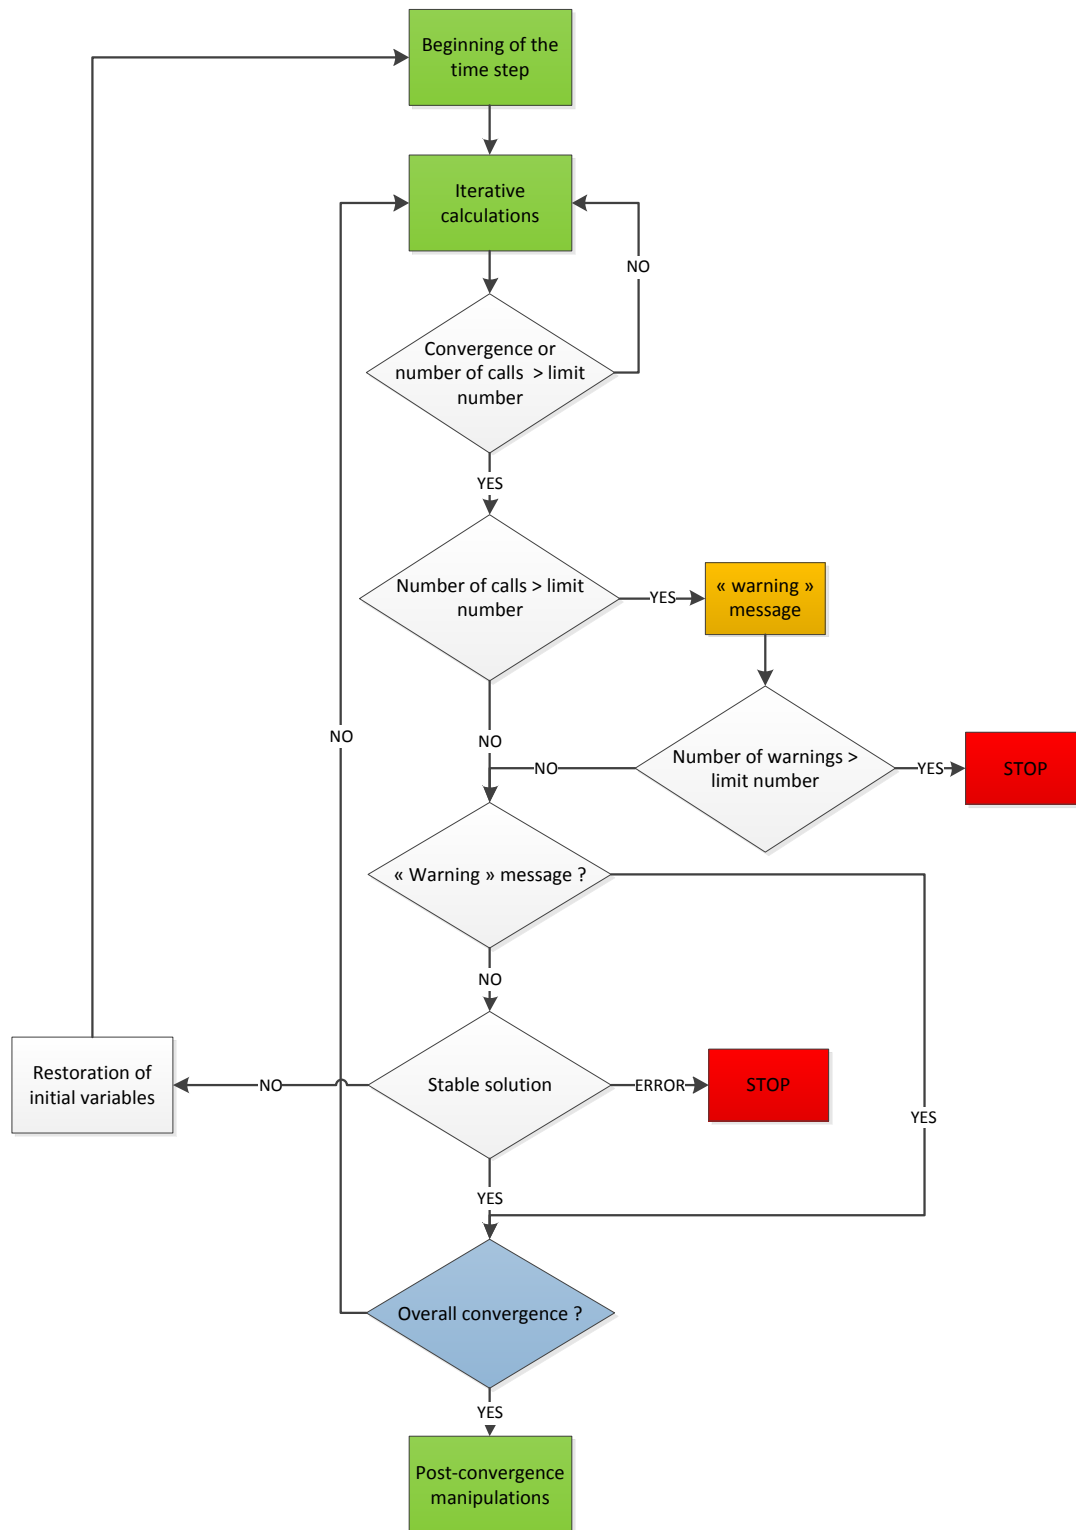 Beginning of the
time step
Iterative
calculations
NO
Convergence or
number of calls > limit
number
YES
Number of calls > limit
number
YES
« warning »
message
NO
NO
Number of warnings >
limit number
YES
STOP
NO
« Warning » message ?
NO
Restoration of
initial variables
NO
Stable solution
ERROR
STOP
YES
YES
Overall convergence ?
YES
Post-convergence
manipulations